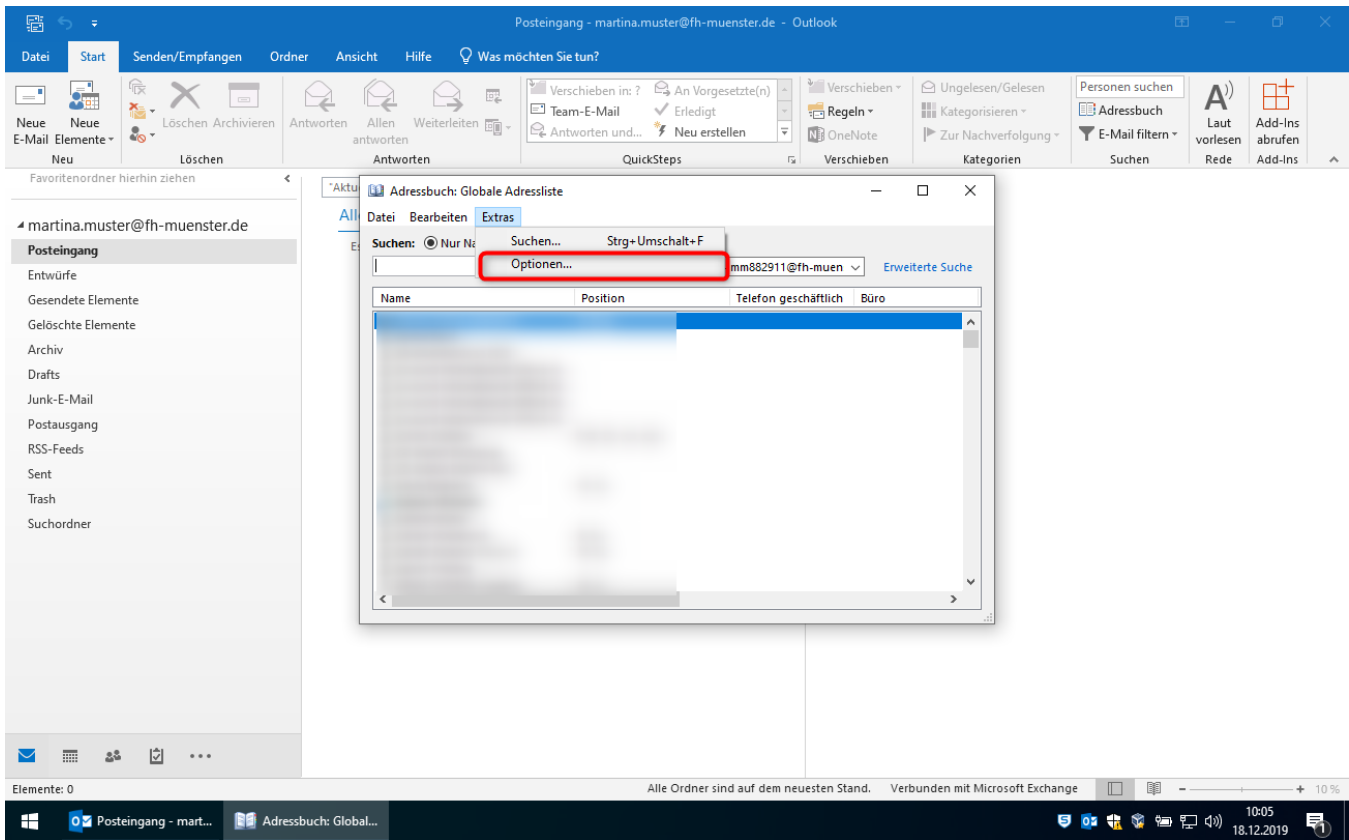 Posteingang - martina.muster@fh-muenster.de - Outlook
Datei Start Senden/Empfangen Ordner Ansicht Hilfe Was möchten Sie tun?
Neue E-Mail
Neue Elemente
Löschen Archivieren
Antworten
Allen antworten
Weiterleiten
Verschieben in: ? An Vorgesetzte(n)
Team-E-Mail Erledigt
Antworten und... Neu erstellen
Verschieben
Regeln
OneNote
Ungelesen/Gelesen
Kategorisieren
Zur Nachverfolgung
Personen suchen
Adressbuch
E-Mail filtern
Laut vorlesen
Add-Ins abrufen
Neu Löschen Antworten QuickSteps Verschieben Kategorien Suchen Rede Add-Ins
Favoritenordner hierhin ziehen
martina.muster@fh-muenster.de
Posteingang
Entwürfe
Gesendete Elemente
Gelöschte Elemente
Archiv
Drafts
Junk-E-Mail
Postausgang
RSS-Feeds
Sent
Trash
Suchordner
"Aktu
All
Adressbuch: Globale Adressliste
Datei Bearbeiten Extras
Suchen: Nur Na
Suchen... Strg+Umschalt+F
Optionen...
mm882911@fh-muen Erweiterte Suche
Name Position Telefon geschäftlich Büro
Elemente: 0 Alle Ordner sind auf dem neuesten Stand. Verbunden mit Microsoft Exchange 10 %
Posteingang - mart... Adressbuch: Global... 10:05
18.12.2019